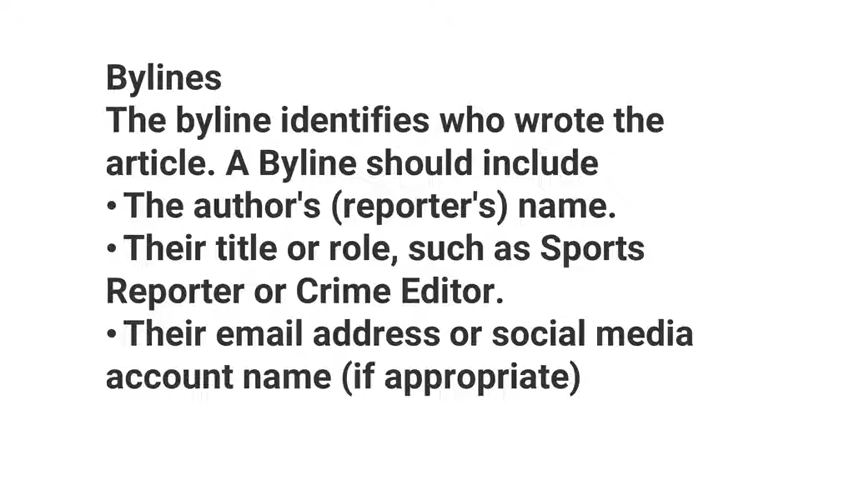 Bylines
The byline identifies who wrote the
article. A Byline should include
• The author's (reporter's) name.
• Their title or role, such as Sports
Reporter or Crime Editor.
• Their email address or social media
account name (if appropriate)